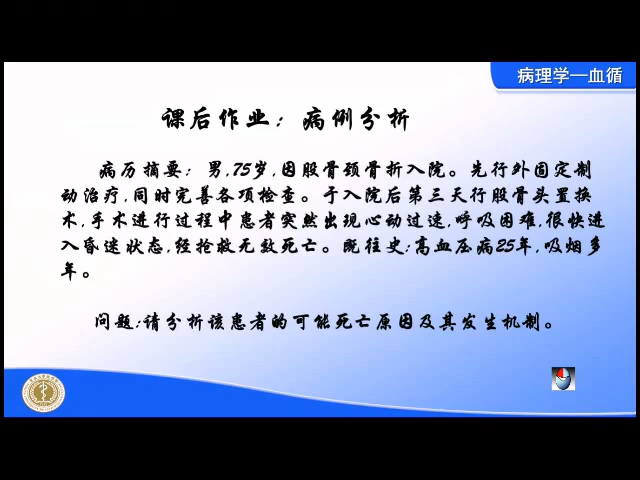 病理学—血循
课后作业：病例分析
病历摘要：男,75岁,因股骨颈骨折入院。先行外固定制
动治疗,同时完善各项检查。于入院后第三天行股骨头置换
术,手术进行过程中患者突然出现心动过速,呼吸困难,很快进
入昏迷状态,经抢救无效死亡。既往史:高血压病25年,吸烟多
年。
问题:请分析该患者的可能死亡原因及其发生机制。